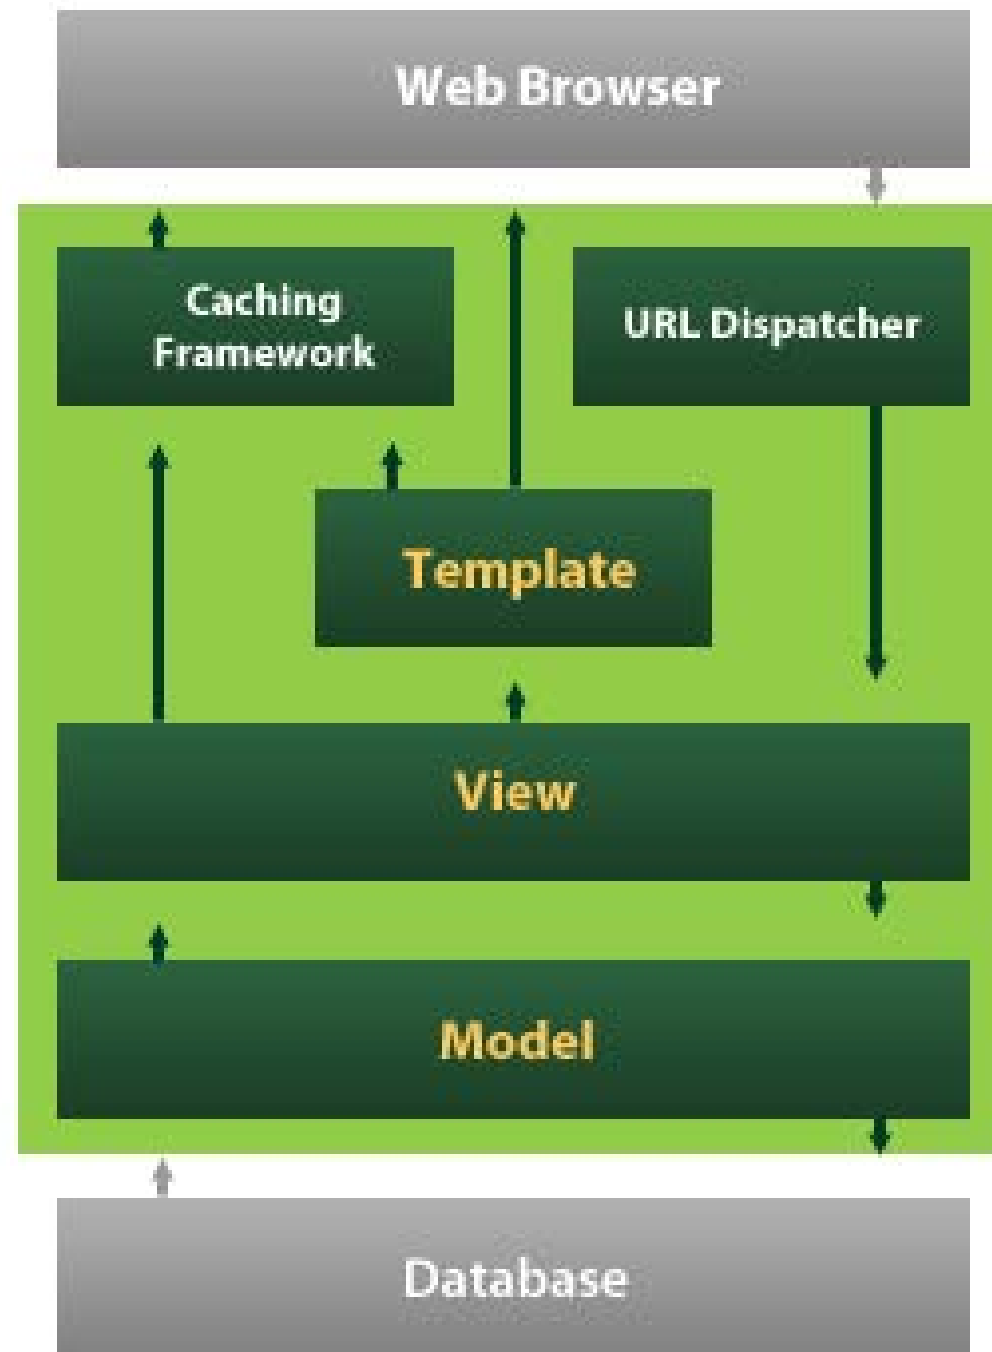 Web Browser
Caching
Framework
URL Dispatcher
Template
View
Model
Database